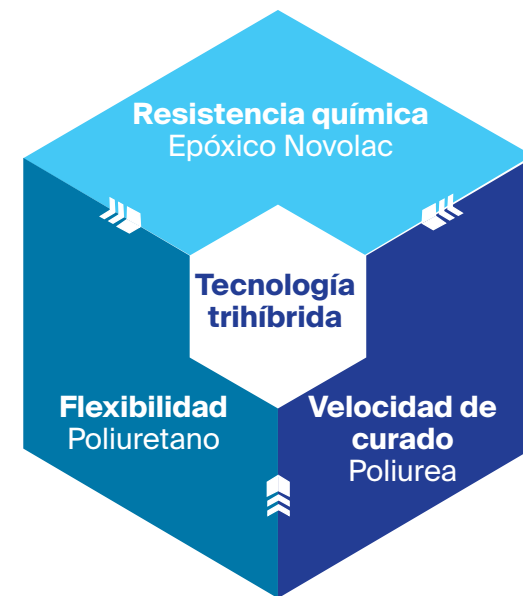 Resistencia química
Epóxico Novolac
Tecnología
trihíbrida
Flexibilidad
Poliuretano
Velocidad de
curado
Poliurea